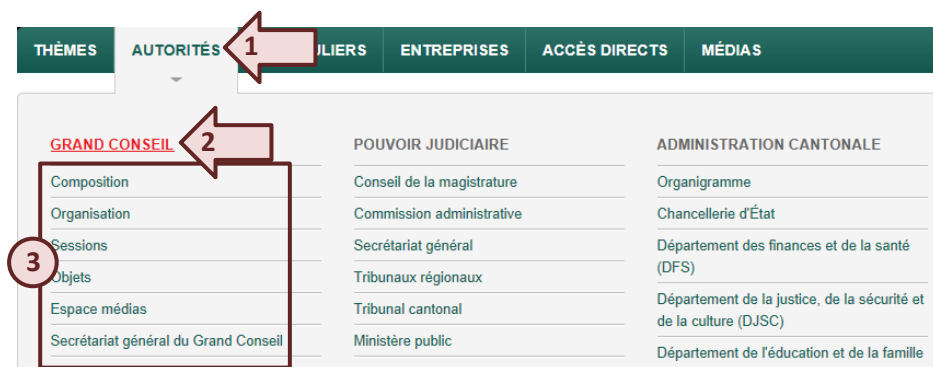 THÈMES AUTORITÉS 1 ULIERS ENTREPRISES ACCÈS DIRECTS MÉDIAS
GRAND CONSEIL 2 POUVOIR JUDICIAIRE ADMINISTRATION CANTONALE
Composition Conseil de la magistrature Organigramme
Organisation Commission administrative Chancellerie d'État
Sessions Secrétariat général Département des finances et de la santé
3 Objets Tribunaux régionaux (DFS)
Espace médias Tribunal cantonal Département de la justice, de la sécurité et
de la culture (DJSC)
Secrétariat général du Grand Conseil Ministère public
Département de l'éducation et de la famille